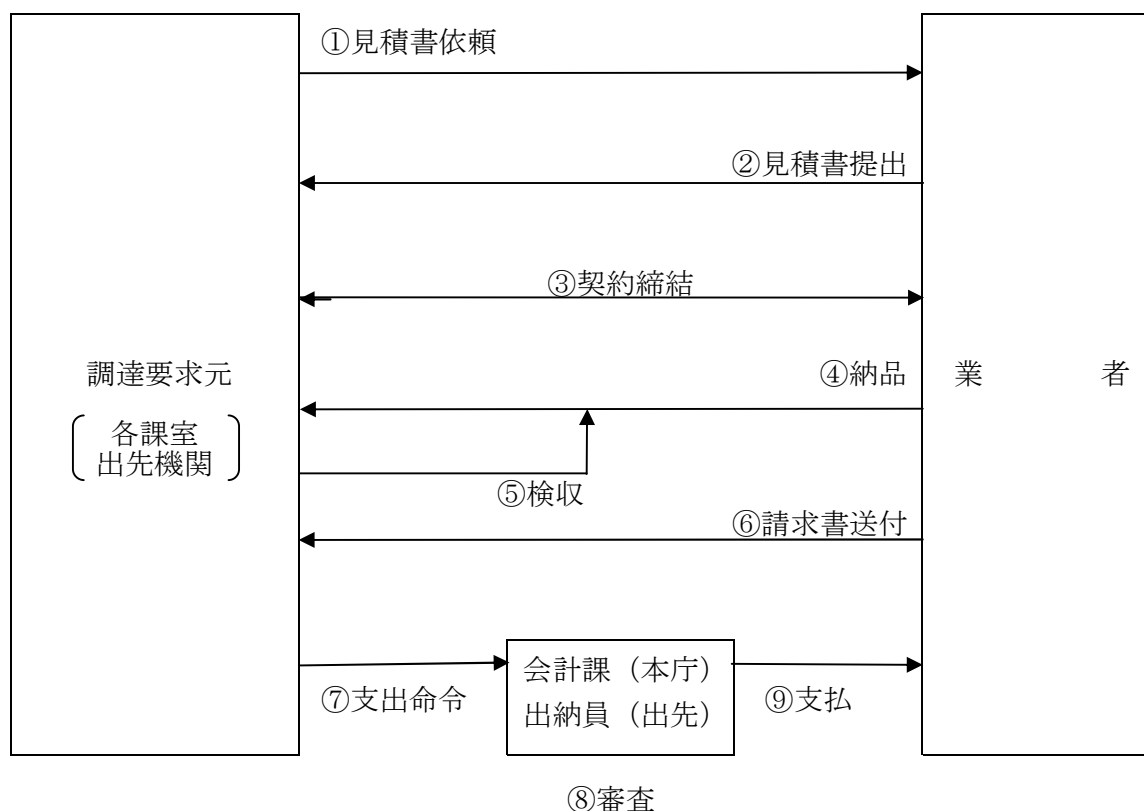 ①見積書依頼
②見積書提出
③契約締結
調達要求元
各課室
出先機関
④納品
業者
⑤検収
⑥請求書送付
会計課（本庁）
出納員（出先）
⑦支出命令
⑨支払
⑧審査